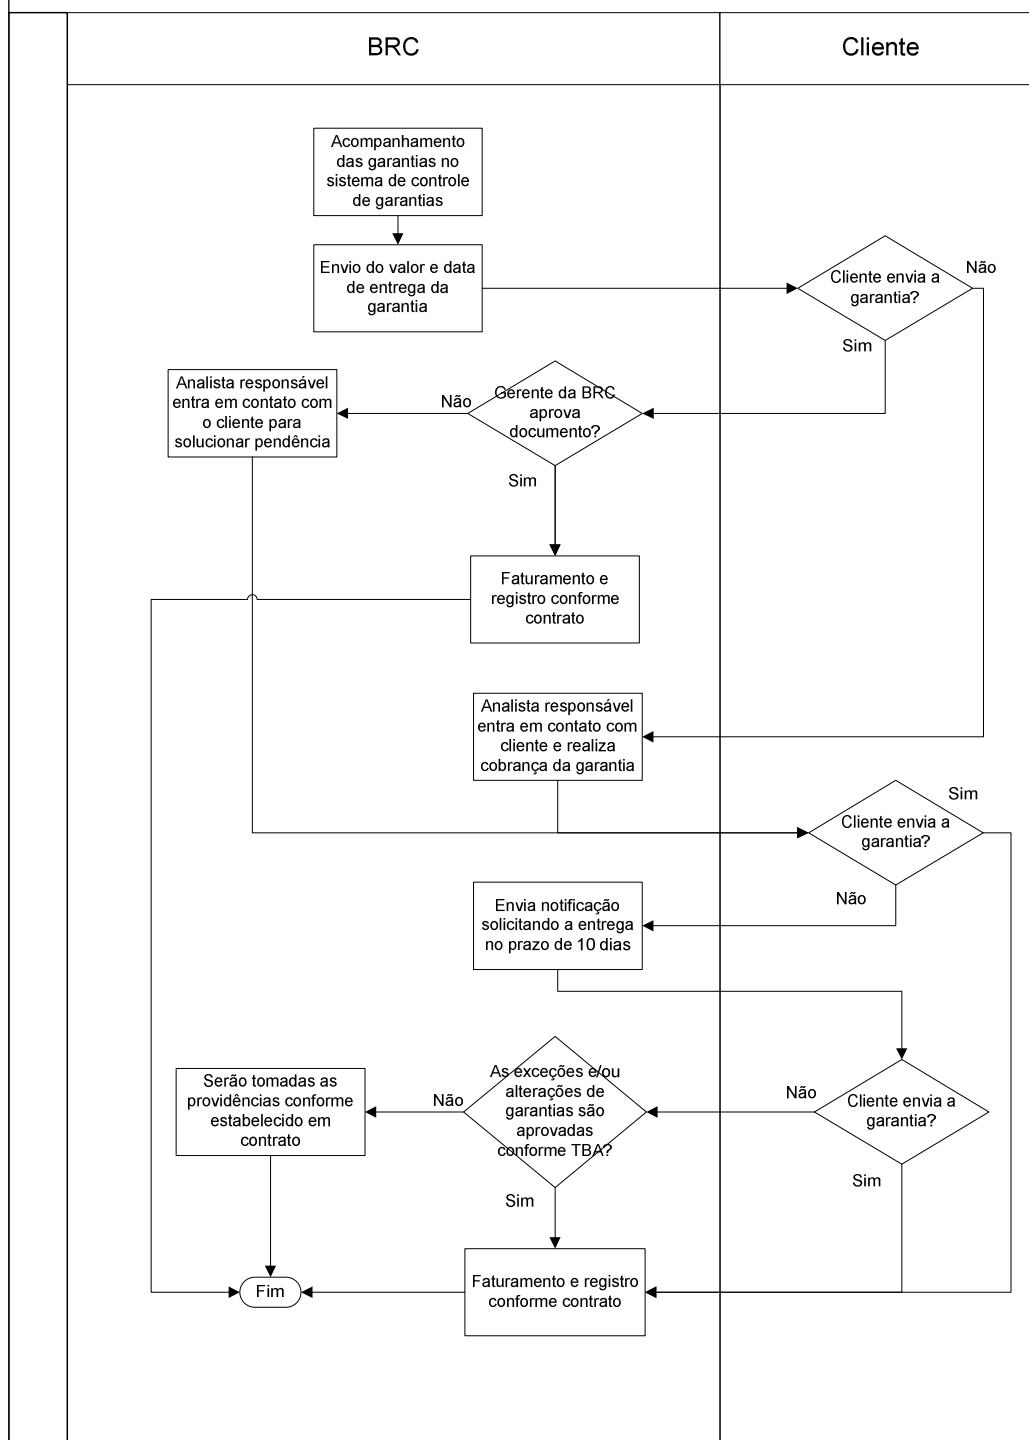 BRC
Cliente
Acompanhamento
das garantias no
sistema de controle
de garantias
Envio do valor e data
de entrega da
garantia
Cliente envia a
garantia?
Não
Sim
Gerente da BRC
aprova
documento?
Não
Analista responsável
entra em contato com
o cliente para
solucionar pendência
Sim
Faturamento e
registro conforme
contrato
Analista responsável
entra em contato com
cliente e realiza
cobrança da garantia
Cliente envia a
garantia?
Sim
Não
Envia notificação
solicitando a entrega
no prazo de 10 dias
Cliente envia a
garantia?
Não
Sim
As exceções e/ou
alterações de
garantias são
aprovadas
conforme TBA?
Não
Serão tomadas as
providências conforme
estabelecido em
contrato
Sim
Faturamento e registro
conforme contrato
Fim